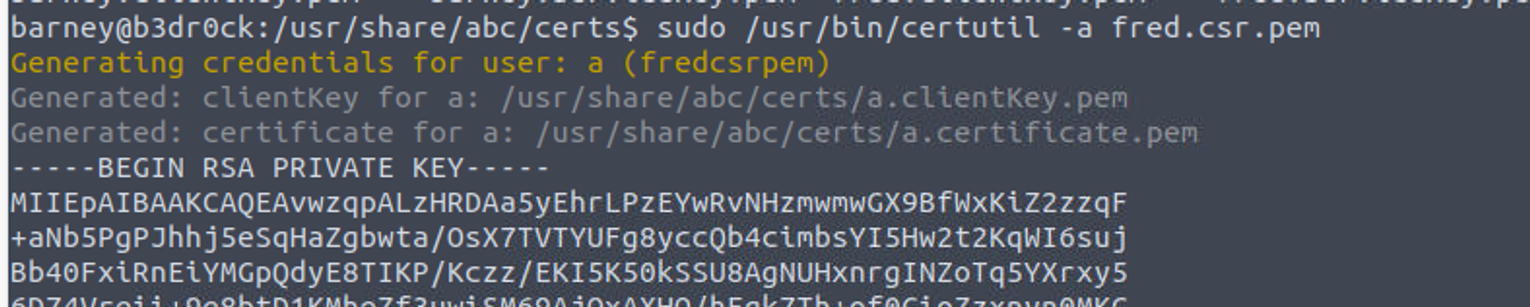 barney@b3dr0ck:/usr/share/abc/certs$ sudo /usr/bin/certutil -a fred.csr.pem
Generating credentials for user: a (fredcsrpem)
Generated: clientKey for a: /usr/share/abc/certs/a.clientKey.pem
Generated: certificate for a: /usr/share/abc/certs/a.certificate.pem
-----BEGIN RSA PRIVATE KEY-----
MIIEpAIBAAKCAQEAvwzqpALzHRDAa5yEhrLPzEYwRvNHzmwmwGX9BfWxKiZ2zzqF
+aNb5PgPJhhj5eSqHaZgbwta/OsX7TVTYUFg8yccQb4cimbsYI5Hw2t2KqWI6suj
Bb40FxiRnEiYMGpQdyE8TIKP/Kczz/EKI5K50kSSU8AgNUHxnrgINZoTq5YXrxy5